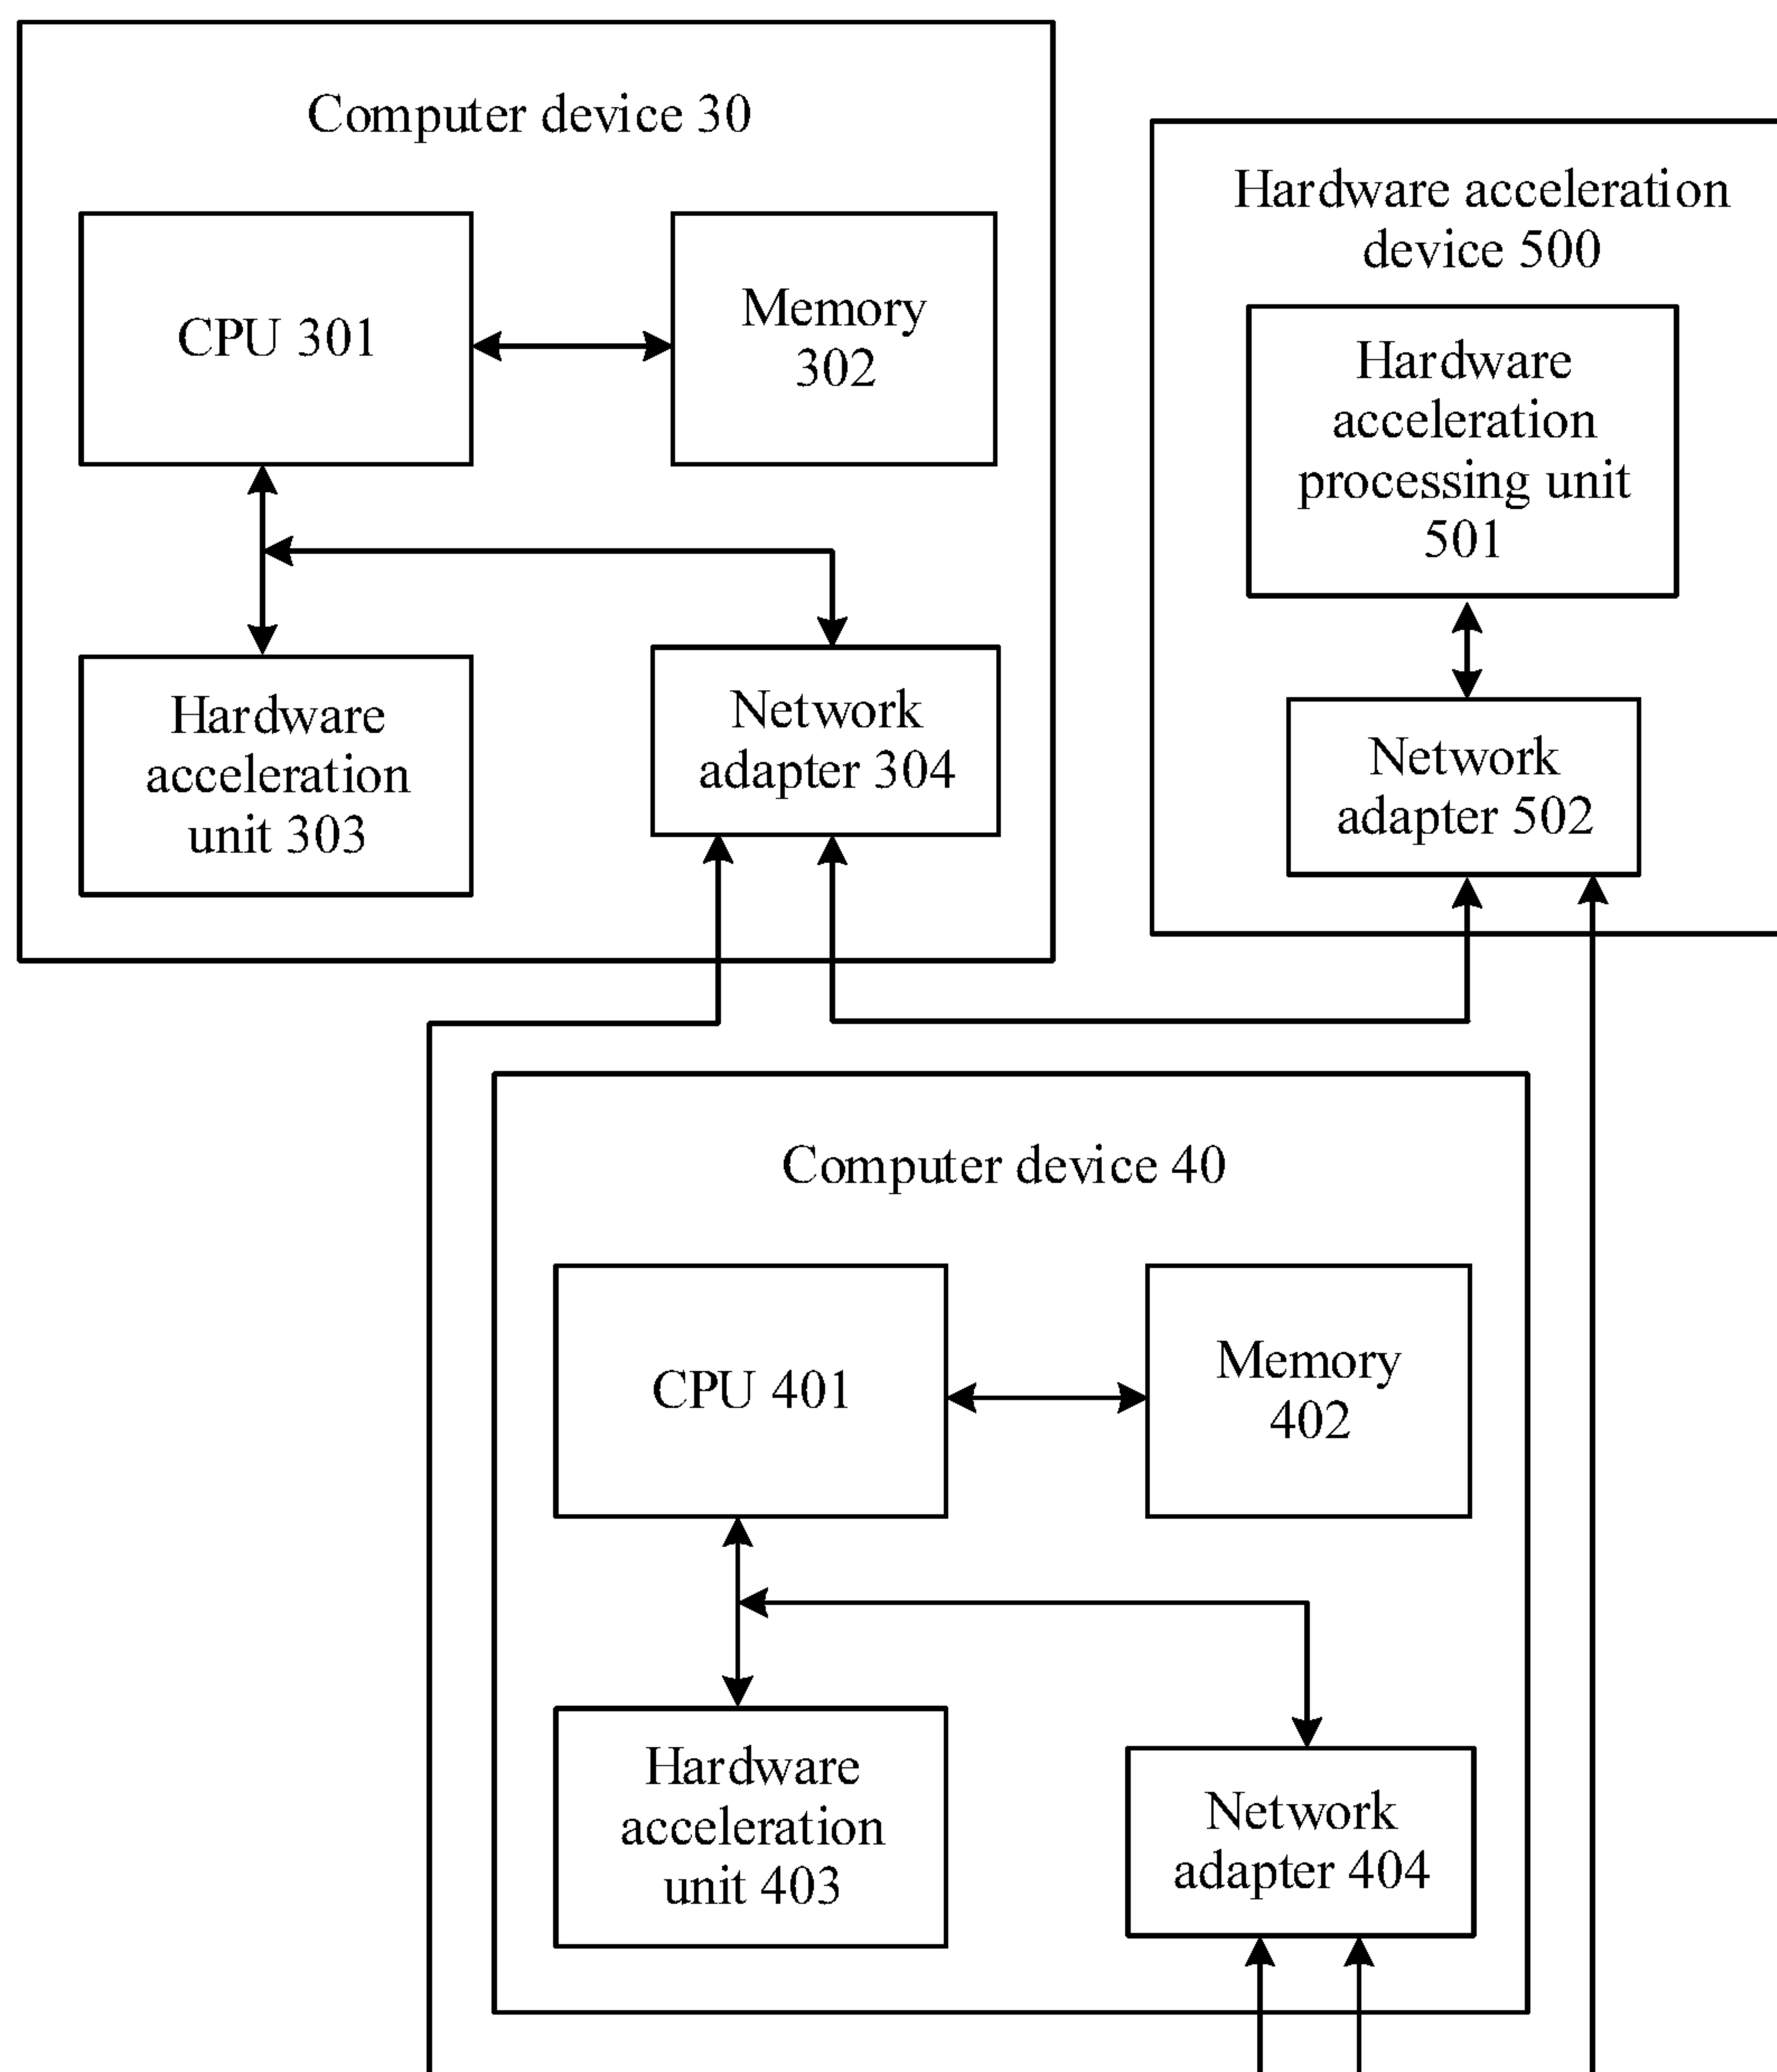 Computer device 30
CPU 301
Memory
302
Hardware
acceleration
unit 303
Network
adapter 304
Hardware acceleration
device 500
Hardware
acceleration
processing unit
501
Network
adapter 502
Computer device 40
CPU 401
Memory
402
Hardware
acceleration
unit 403
Network
adapter 404